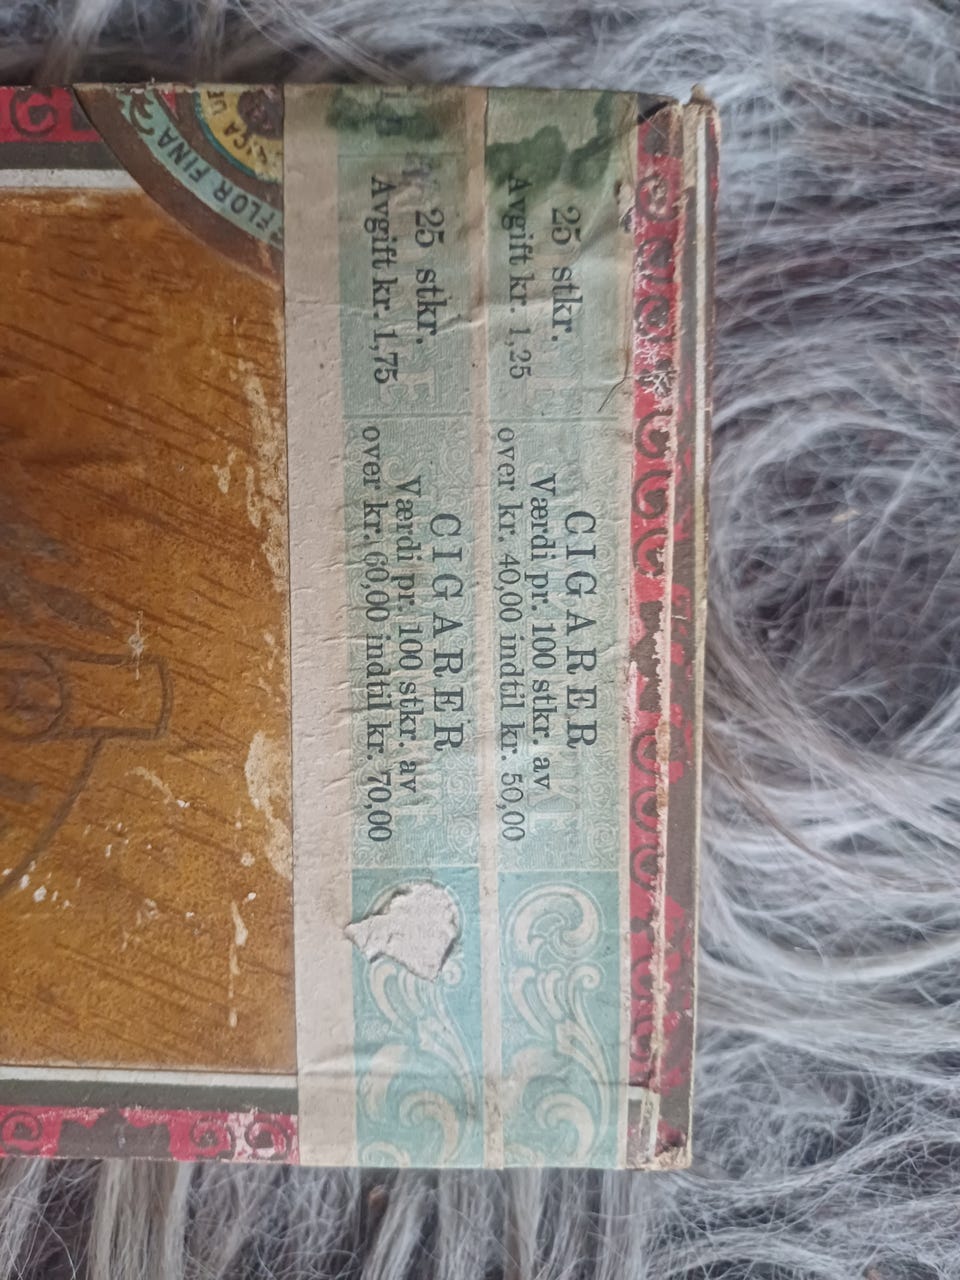 25 stkr.
Avgift kr. 1,25
CIGARER
Værdi pr. 100 stkr. av
over kr. 40,00 indtil kr. 50,00
25 stkr.
Avgift kr. 1,75
CIGARER
Værdi pr. 100 stkr. av
over kr. 60,00 indtil kr. 70,00
FLOR FINA